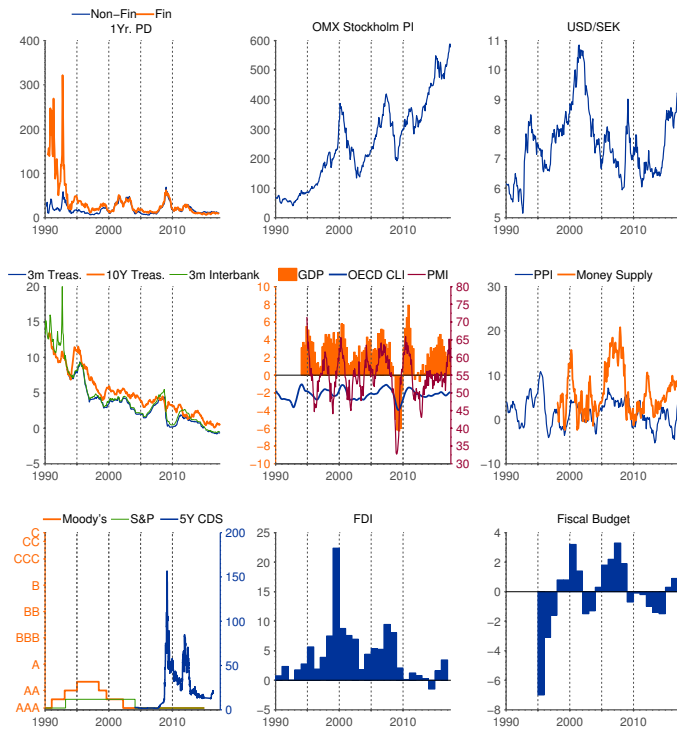 Non-Fin Fin
1Yr. PD
400
300
200
100
0
1990 2000 2010
OMX Stockholm PI
600
500
400
300
200
100
0
1990 2000 2010
USD/SEK
11
10
9
8
7
6
5
1990 2000 2010
3m Treas. 10Y Treas. 3m Interbank
20
15
10
5
0
−5
1990 2000 2010
GDP OECD CLI PMI
10 80
8 75
6 70
4 65
2 60
0 55
−2 50
−4 45
−6 40
−8 35
−10 30
1990 2000 2010
PPI Money Supply
30
20
10
0
−10
1990 2000 2010
Moody's S&P 5Y CDS
C
CC
CCC
B
BB
BBB
A
AA
AAA
200
150
100
50
0
1990 2000 2010
FDI
25
20
15
10
5
0
−5
1990 2000 2010
Fiscal Budget
4
2
0
−2
−4
−6
−8
1990 2000 2010